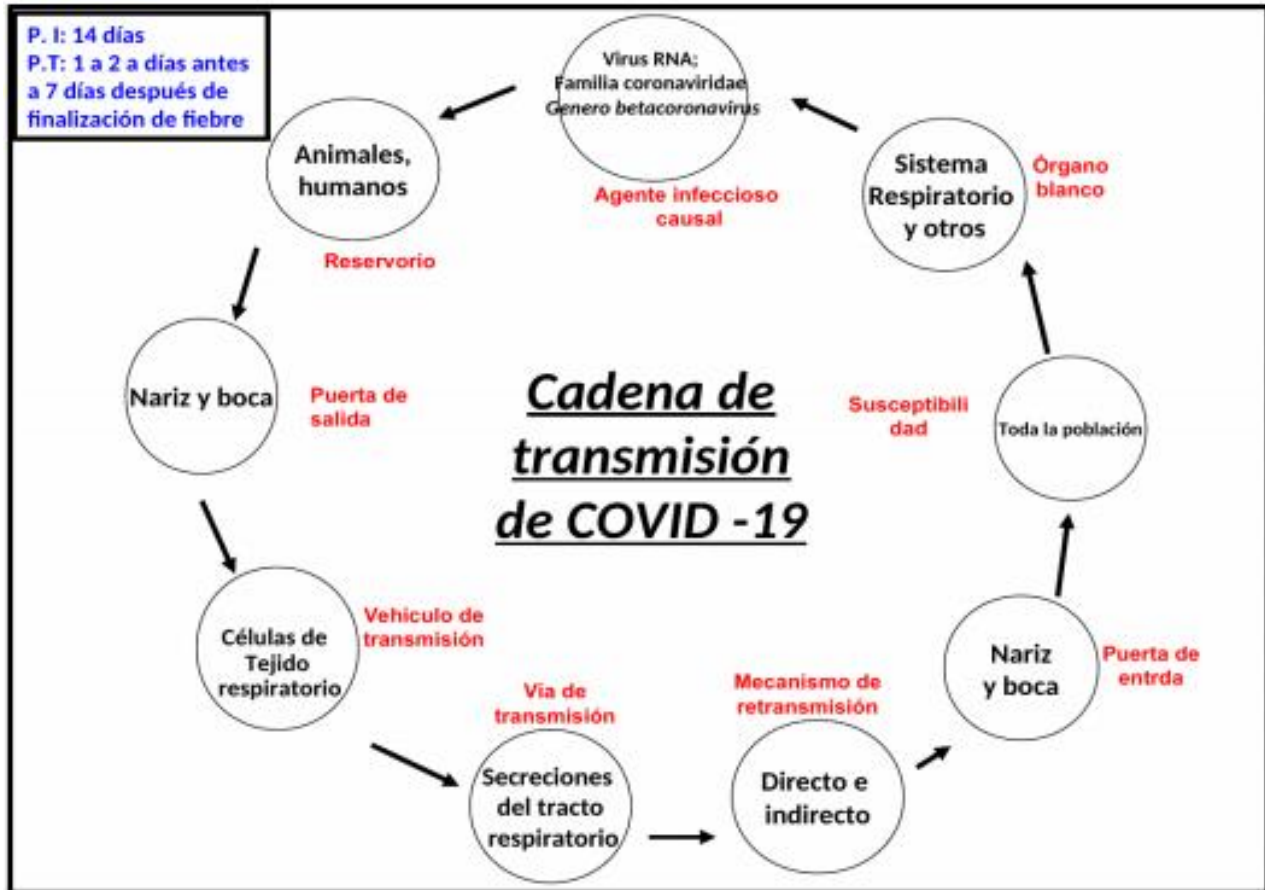 P. I: 14 días
P.T: 1 a 2 a días antes
a 7 días después de
finalización de fiebre
Virus RNA;
Familia coronaviridae
Genero betacoronavirus
Agente infeccioso
causal
Animales,
humanos
Reservorio
Nariz y boca
Puerta de
salida
Células de
Tejido
respiratorio
Vehiculo de
transmisión
Via de
transmisión
Secreciones
del tracto
respiratorio
Mecanismo de
retransmisión
Directo e
indirecto
Nariz
y boca
Puerta de
entrda
Toda la población
Susceptibili
dad
Sistema
Respiratorio
y otros
Órgano
blanco
Cadena de
transmisión
de COVID -19